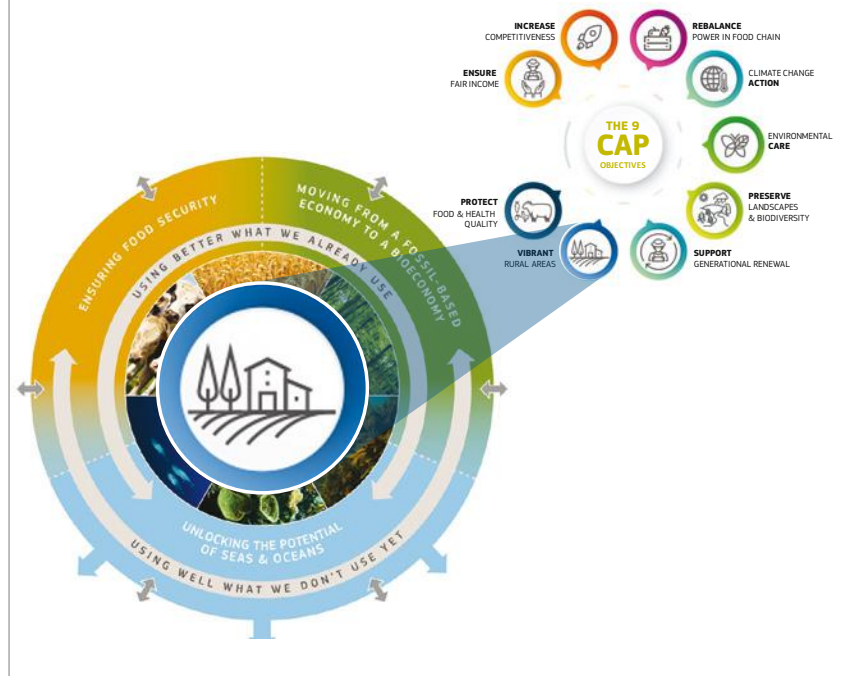 INCREASE
COMPETITIVENESS
REBALANCE
POWER IN FOOD CHAIN
ENSURE
FAIR INCOME
CLIMATE CHANGE
ACTION
THE 9
CAP
OBJECTIVES
ENVIRONMENTAL
CARE
PROTECT
FOOD & HEALTH
QUALITY
PRESERVE
LANDSCAPES
& BIODIVERSITY
VIBRANT
RURAL AREAS
SUPPORT
GENERATIONAL RENEWAL
ENSURING FOOD SECURITY
MOVING FROM A FOSSIL-BASED
ECONOMY TO A BIOECONOMY
USING BETTER WHAT WE ALREADY USE
UNLOCKING THE POTENTIAL
OF SEAS & OCEANS
USING WELL WHAT WE DON'T USE YET